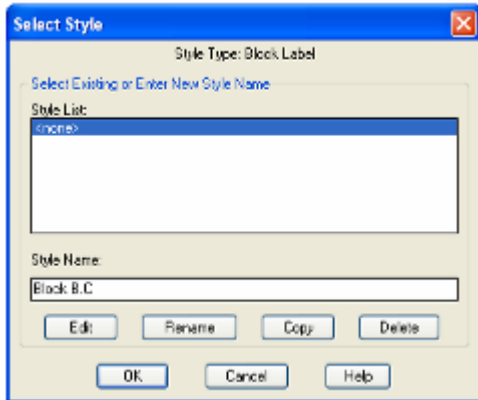 Select Style
Style Type: Block Label
Select Existing or Enter New Style Name
Style List:
<none>
Style Name:
Block B.C
Edit Rename Copy Delete
OK Cancel Help